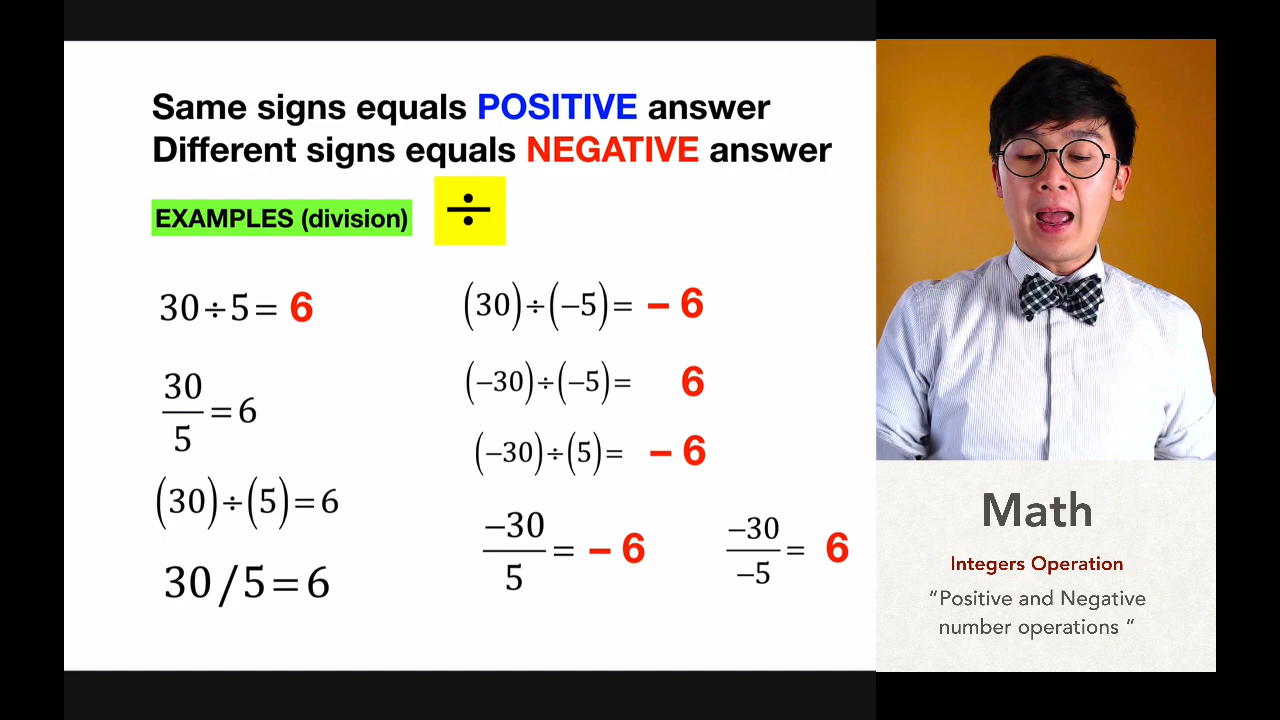 Same signs equals POSITIVE answer
Different signs equals NEGATIVE answer
EXAMPLES (division) ÷
30÷5= 6
30
5
=6
(30)÷(5)=6
30/5=6
(30)÷(−5)= – 6
(−30)÷(−5)= 6
(−30)÷(5)= – 6
−30
5
= – 6
−30
−5
= 6
Math
Integers Operation
“Positive and Negative
number operations ”